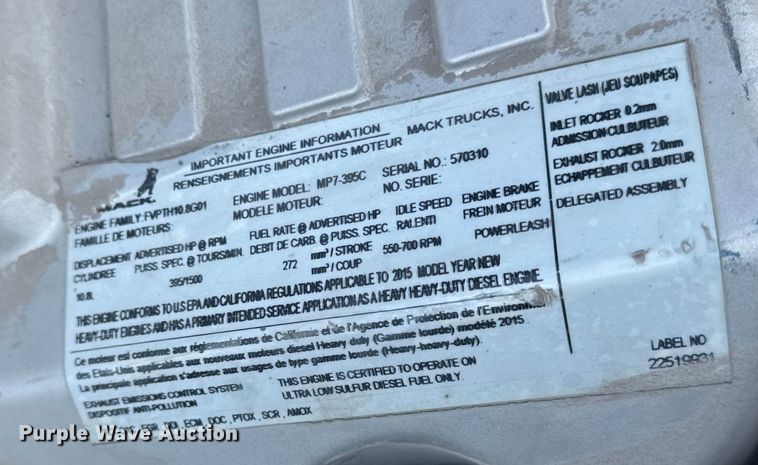 MACK
IMPORTANT ENGINE INFORMATION MACK TRUCKS, INC.
RENSEIGNEMENTS IMPORTANTS MOTEUR
ENGINE FAMILY: FVPTH10.8G01 ENGINE MODEL: MP7-395C SERIAL NO.: 570310
FAMILLE DE MOTEURS: MODELE MOTEUR: NO. SERIE:
DISPLACEMENT ADVERTISED HP @ RPM FUEL RATE @ ADVERTISED HP IDLE SPEED ENGINE BRAKE
CYLINDREE PUISS. SPEC. @ TOURS/MIN. DEBIT DE CARB. @ PUISS. SPEC. RALENTI FREIN MOTEUR
10.8L 395/1500 272 mm³ / STROKE 550-700 RPM POWERLEASH
mm³ / COUP
THIS ENGINE CONFORMS TO U.S EPA AND CALIFORNIA REGULATIONS APPLICABLE TO 2015 MODEL YEAR NEW
HEAVY-DUTY ENGINES AND HAS A PRIMARY INTENDED SERVICE APPLICATION AS A HEAVY HEAVY-DUTY DIESEL ENGINE.
Ce moteur est conforme aux réglementations de Californie et de l'Agence de Protection de l'Environnement
des Etats-Unis applicables aux nouveaux moteurs diesel Heavy duty (Gamme lourde) modèle 2015.
La principale application s'adresse aux usages de type gamme lourde (Heavy-heavy-duty).
EXHAUST EMISSIONS CONTROL SYSTEM THIS ENGINE IS CERTIFIED TO OPERATE ON
DISPOSITIF ANTI-POLLUTION ULTRA LOW SULFUR DIESEL FUEL ONLY.
EGR, DDI, ECM, DOC, PTOX, SCR, AMOX
VALVE LASH (JEU SOUPAPES)
INLET ROCKER 0.2mm
ADMISSION CULBUTEUR
EXHAUST ROCKER 2.0mm
ECHAPPEMENT CULBUTEUR
DELEGATED ASSEMBLY
LABEL NO
22519931
Purple Wave Auction